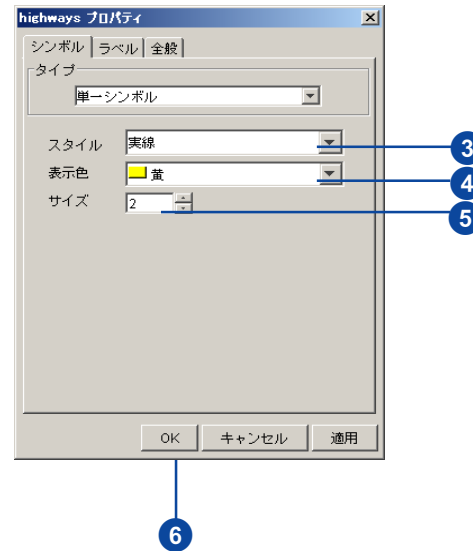 highways プロパティ
シンボル ラベル 全般
タイプ
単一シンボル
スタイル 実線 3
表示色 黄 4
サイズ 2 5
OK キャンセル 適用
6